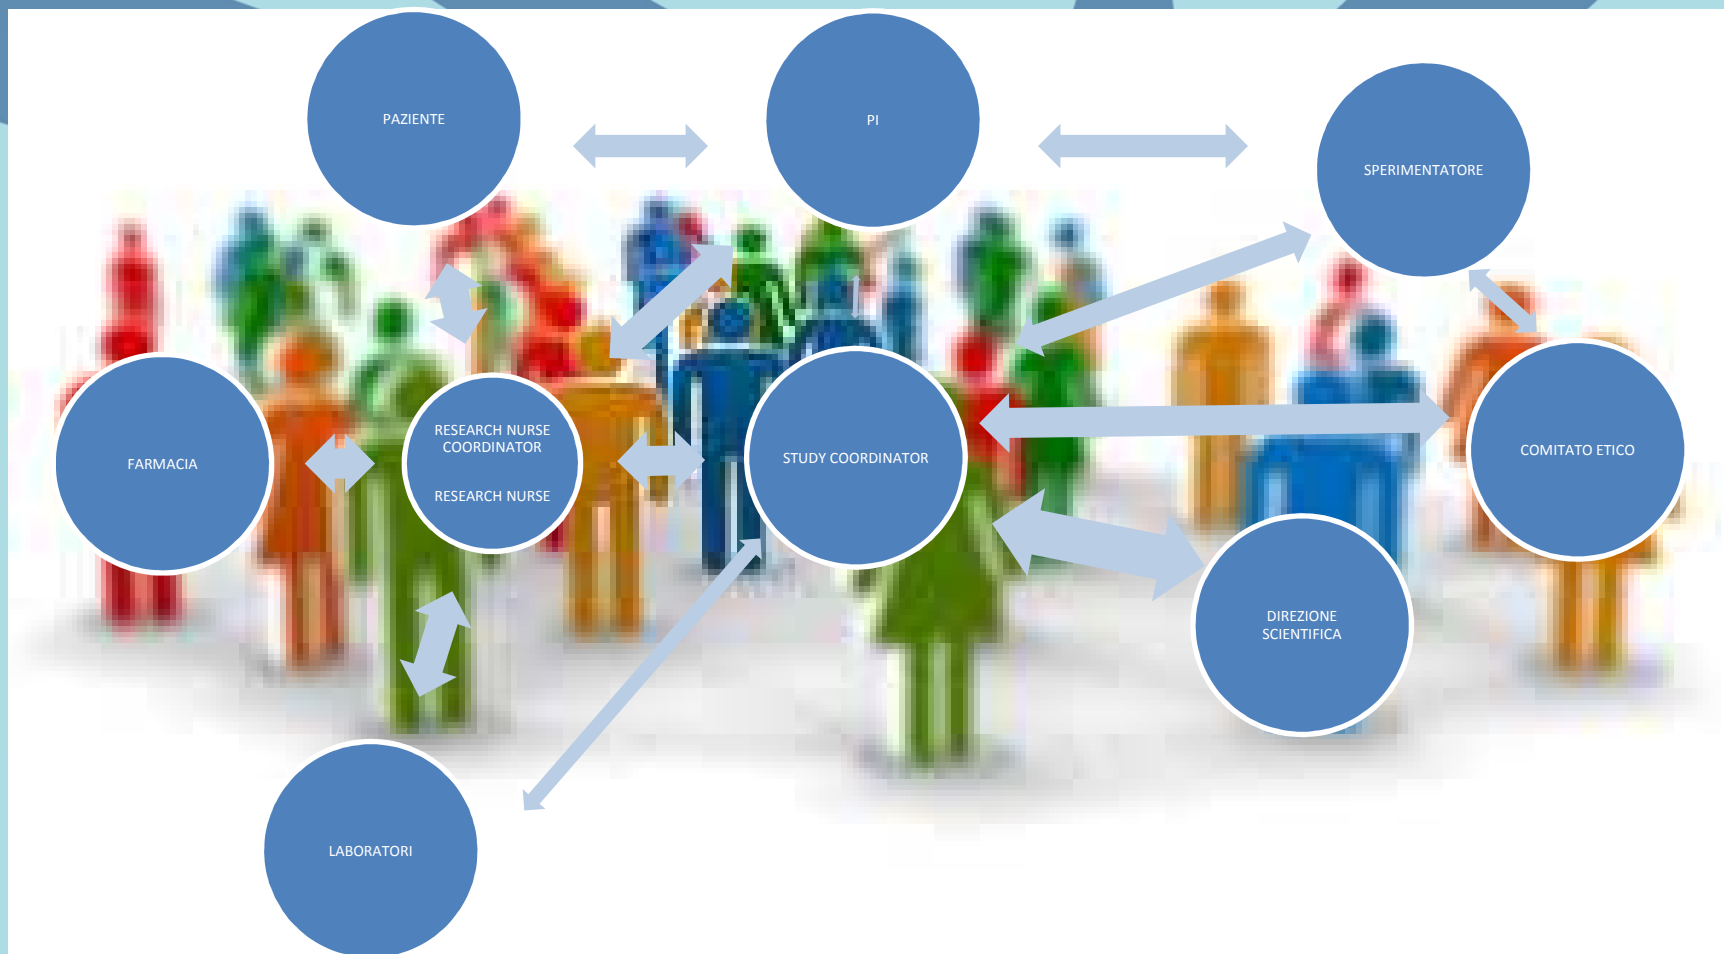 PAZIENTE
PI
SPERIMENTATORE
FARMACIA
RESEARCH NURSE
COORDINATOR
RESEARCH NURSE
STUDY COORDINATOR
COMITATO ETICO
DIREZIONE
SCIENTIFICA
LABORATORI